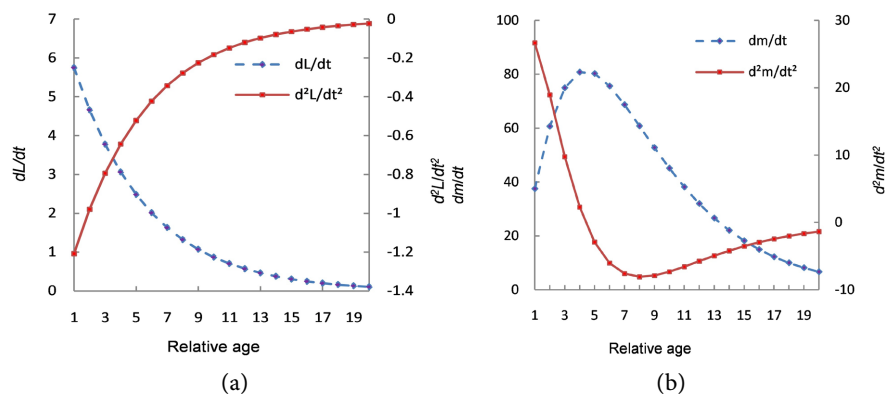 7
6
5
4
3
2
1
0
dL/dt
0
-0.2
-0.4
-0.6
-0.8
-1
-1.2
-1.4
d²L/dt²
dL/dt
d²L/dt²
1 3 5 7 9 11 13 15 17 19
Relative age
(a)
100
80
60
40
20
0
dm/dt
30
20
10
0
-10
d²m/dt²
dm/dt
d²m/dt²
1 3 5 7 9 11 13 15 17 19
Relative age
(b)